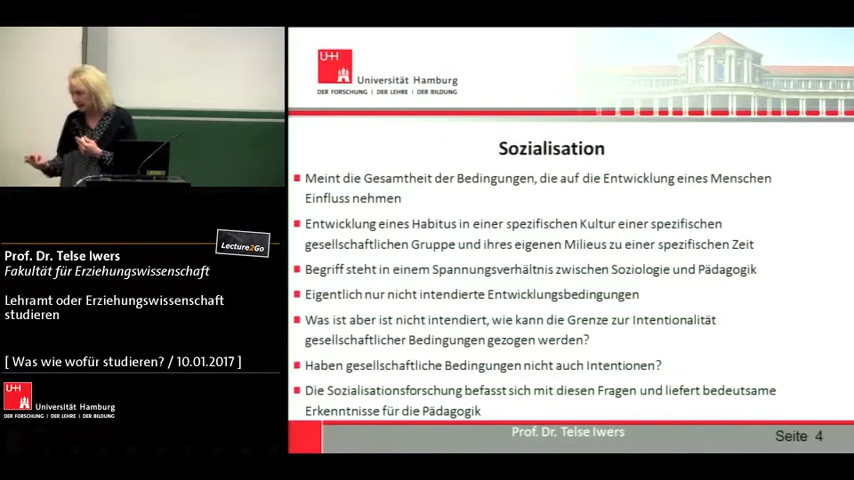 Prof. Dr. Telse Iwers
Fakultät für Erziehungswissenschaft
Lehramt oder Erziehungswissenschaft
studieren
[ Was wie wofür studieren? / 10.01.2017 ]
Lecture2Go
UH
Universität Hamburg
DER FORSCHUNG | DER LEHRE | DER BILDUNG
UH
Universität Hamburg
DER FORSCHUNG | DER LEHRE | DER BILDUNG
Sozialisation
Meint die Gesamtheit der Bedingungen, die auf die Entwicklung eines Menschen
Einfluss nehmen
Entwicklung eines Habitus in einer spezifischen Kultur einer spezifischen
gesellschaftlichen Gruppe und ihres eigenen Milieus zu einer spezifischen Zeit
Begriff steht in einem Spannungsverhältnis zwischen Soziologie und Pädagogik
Eigentlich nur nicht intendierte Entwicklungsbedingungen
Was ist aber ist nicht intendiert, wie kann die Grenze zur Intentionalität
gesellschaftlicher Bedingungen gezogen werden?
Haben gesellschaftliche Bedingungen nicht auch Intentionen?
Die Sozialisationsforschung befasst sich mit diesen Fragen und liefert bedeutsame
Erkenntnisse für die Pädagogik
Prof. Dr. Telse Iwers
Seite 4